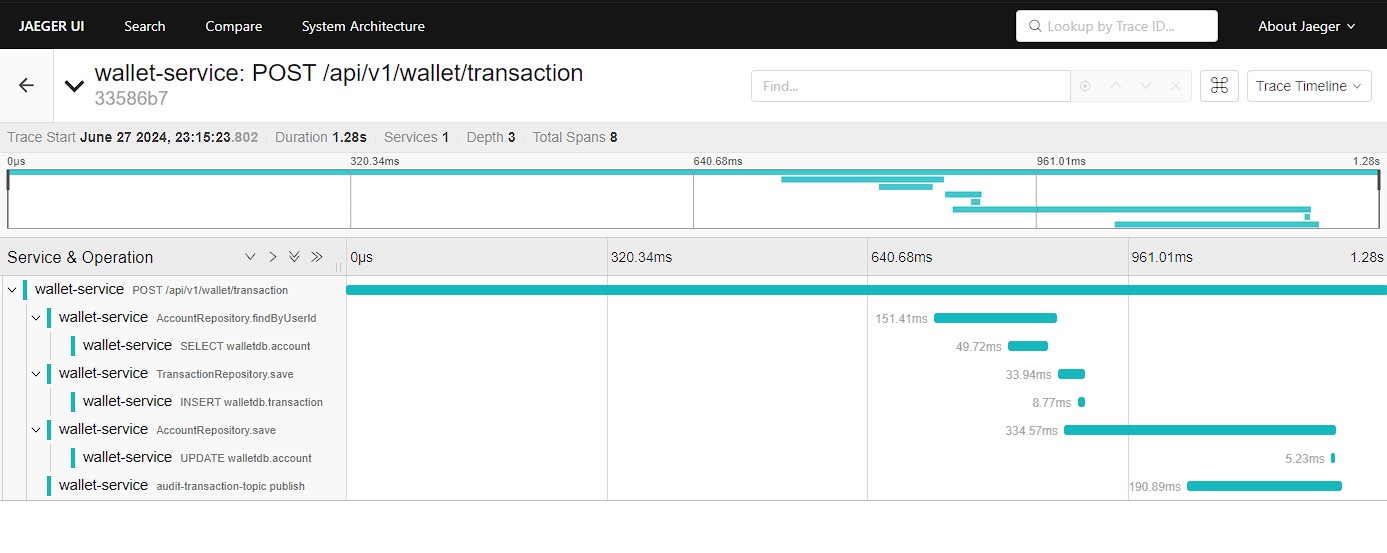 JAEGER UI Search Compare System Architecture Lookup by Trace ID... About Jaeger
wallet-service: POST /api/v1/wallet/transaction
33586b7
Find... Trace Timeline
Trace Start June 27 2024, 23:15:23.802 Duration 1.28s Services 1 Depth 3 Total Spans 8
0μs 320.34ms 640.68ms 961.01ms 1.28s
Service & Operation 0μs 320.34ms 640.68ms 961.01ms 1.28s
wallet-service POST /api/v1/wallet/transaction
wallet-service AccountRepository.findByUserId 151.41ms
wallet-service SELECT walletdb.account 49.72ms
wallet-service TransactionRepository.save 33.94ms
wallet-service INSERT walletdb.transaction 8.77ms
wallet-service AccountRepository.save 334.57ms
wallet-service UPDATE walletdb.account 5.23ms
wallet-service audit-transaction-topic publish 190.89ms